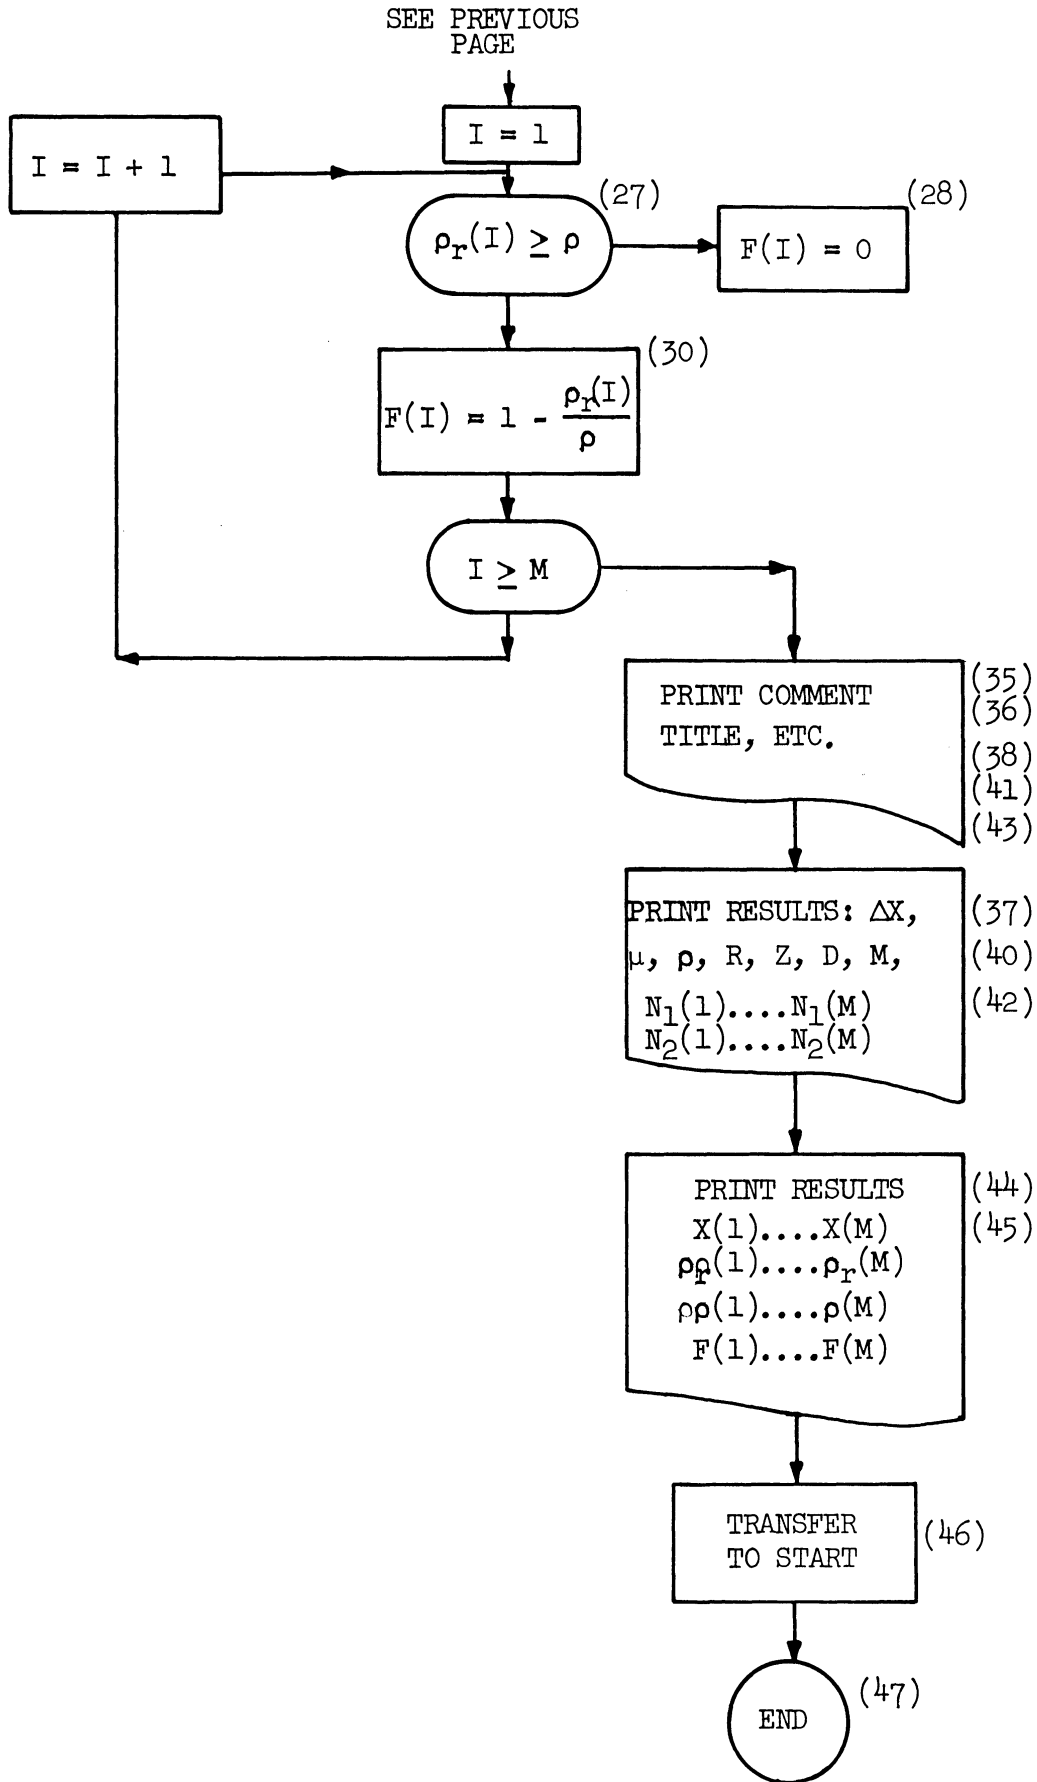 SEE PREVIOUS
PAGE
I = 1
I = I + 1
(27)
ρᵣ(I) ≥ ρ
(28)
F(I) = 0
(30)
F(I) = 1 - ρᵣ(I)
ρ
I ≥ M
PRINT COMMENT
TITLE, ETC.
(35)
(36)
(38)
(41)
(43)
PRINT RESULTS: ΔX,
μ, ρ, R, Z, D, M,
N₁(1)....N₁(M)
N₂(1)....N₂(M)
(37)
(40)
(42)
PRINT RESULTS
X(1)....X(M)
ρρᵣ(1)....ρᵣ(M)
ρρ(1)....ρ(M)
F(1)....F(M)
(44)
(45)
TRANSFER
TO START
(46)
END
(47)